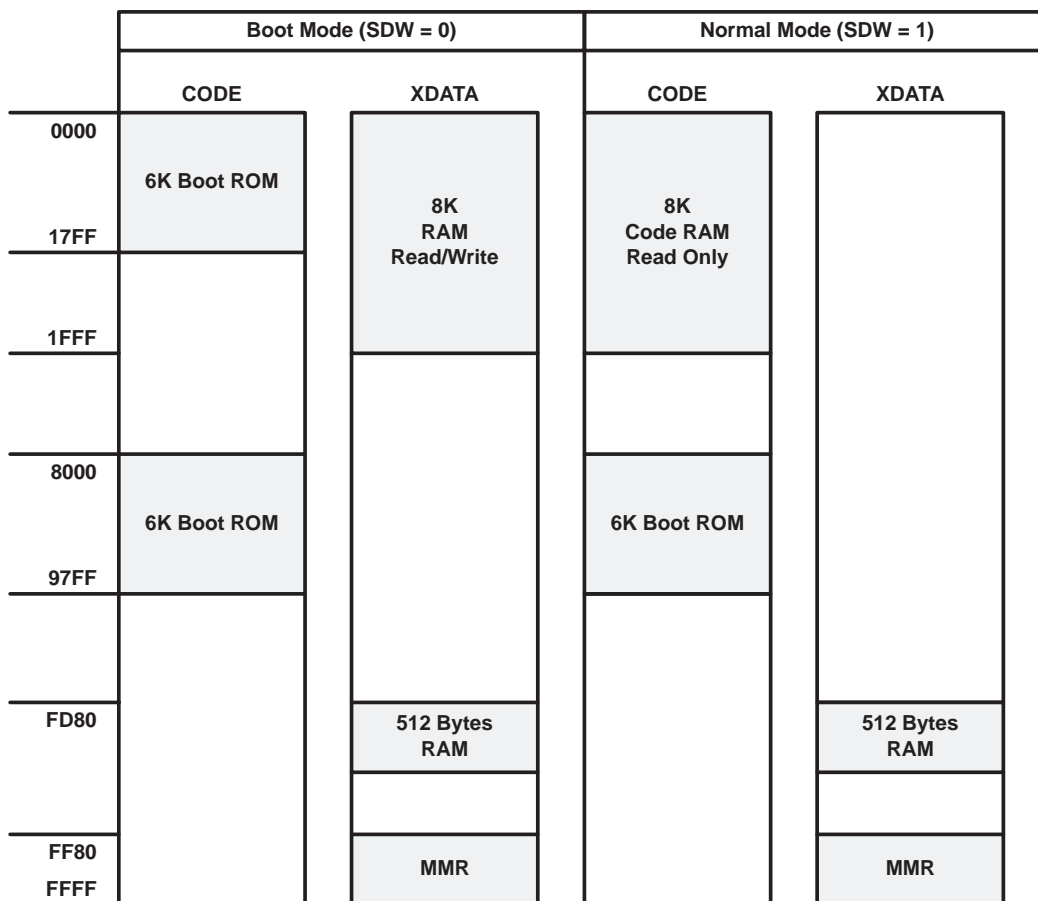 Boot Mode (SDW = 0)
Normal Mode (SDW = 1)
CODE
XDATA
CODE
XDATA
0000
6K Boot ROM
17FF
8K
RAM
Read/Write
8K
Code RAM
Read Only
1FFF
8000
6K Boot ROM
6K Boot ROM
97FF
FD80
512 Bytes
RAM
512 Bytes
RAM
FF80
MMR
MMR
FFFF